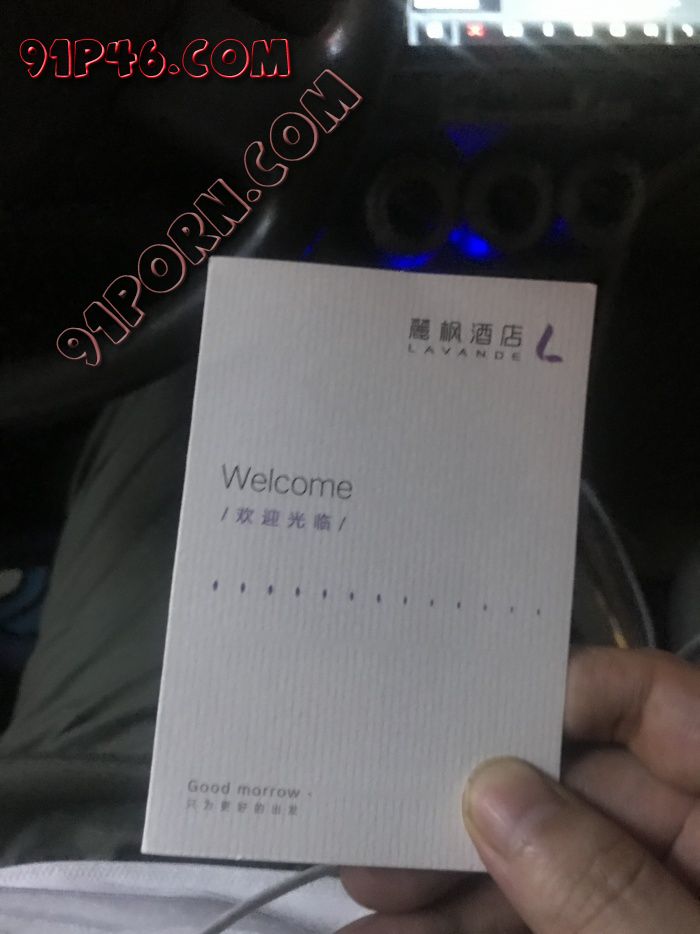 91P46.COM
91PORN.COM
麗枫酒店
LAVANDE
Welcome
/欢迎光临/
Good morrow -
只为更好的出发